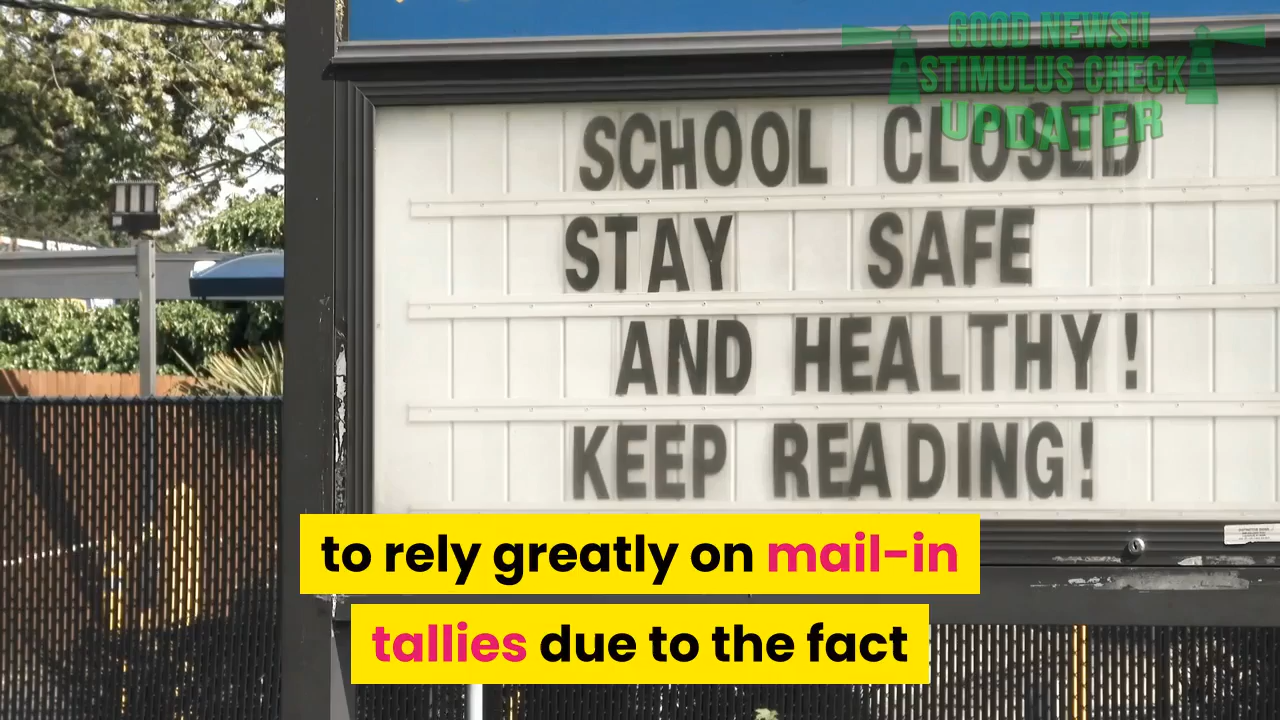 GOOD NEWS!!
STIMULUS CHECK
UPDATER
SCHOOL CLOSED
STAY SAFE
AND HEALTHY!
KEEP READING!
to rely greatly on mail-in
tallies due to the fact